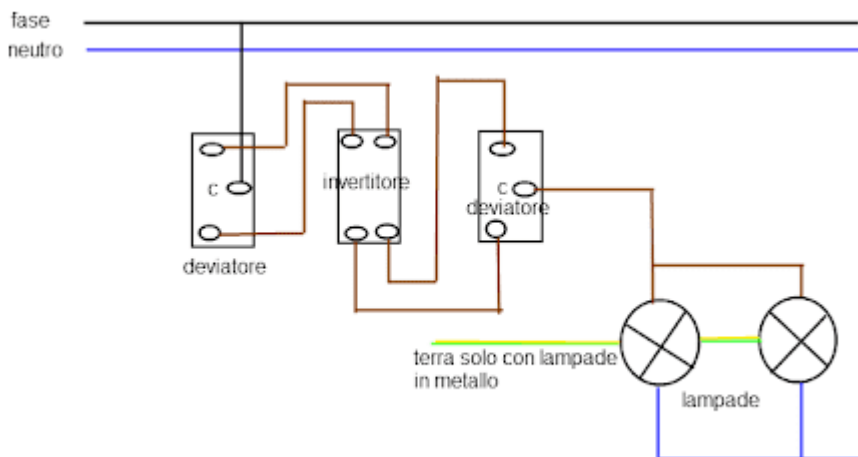 fase
neutro
C
invertitore
C
deviatore
deviatore
terra solo con lampade
in metallo
lampade